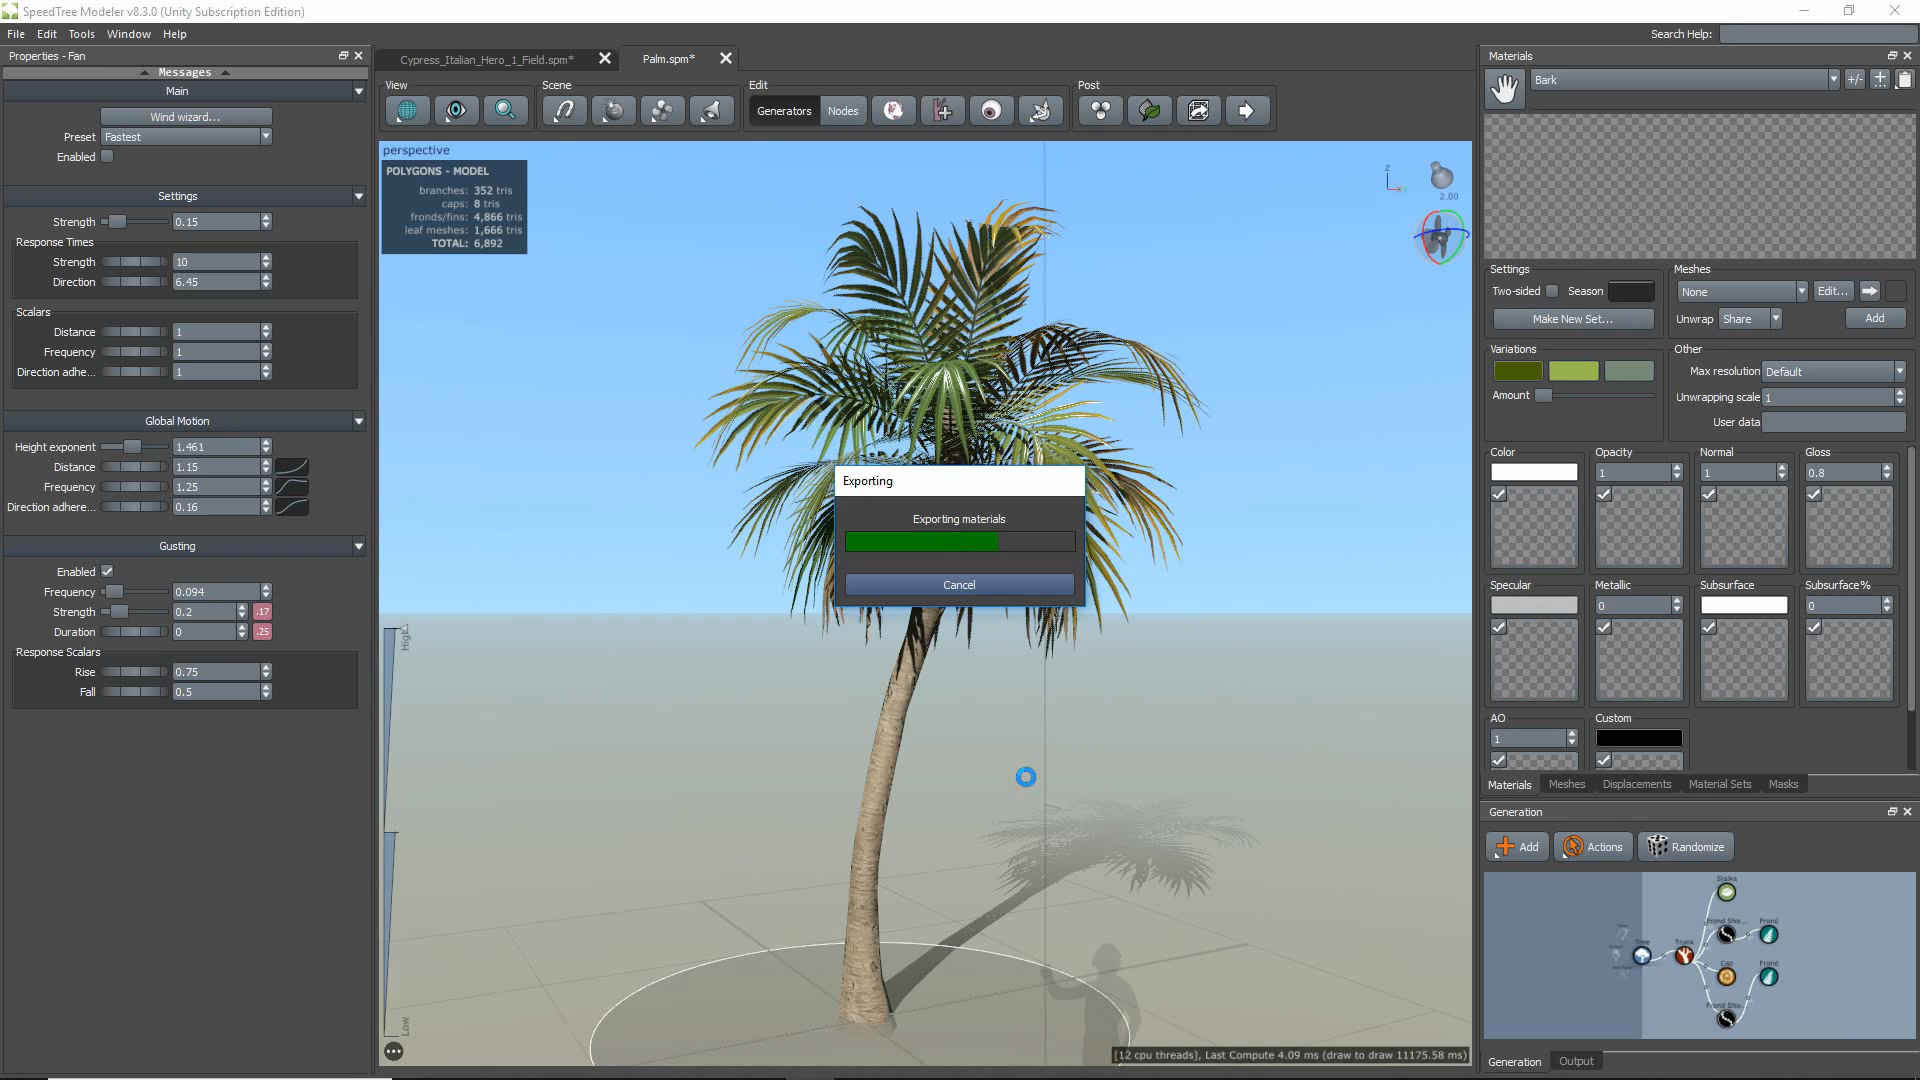 SpeedTree Modeler v8.3.0 (Unity Subscription Edition)
File Edit Tools Window Help
Search Help:
Properties - Fan
Messages
Main
Wind wizard...
Preset Fastest
Enabled
Settings
Strength 0.15
Response Times
Strength 10
Direction 6.45
Scalars
Distance 1
Frequency 1
Direction adhe... 1
Global Motion
Height exponent 1.461
Distance 1.15
Frequency 1.25
Direction adhere... 0.16
Gusting
Enabled
Frequency 0.094
Strength 0.2 .17
Duration 0 .25
Response Scalars
Rise 0.75
Fall 0.5
Cypress_Italian_Hero_1_Field.spm*
Palm.spm*
View Scene Edit Post
Generators Nodes
perspective
POLYGONS - MODEL
branches: 352 tris
caps: 8 tris
fronds/fins: 4,866 tris
leaf meshes: 1,666 tris
TOTAL: 6,892
Z
2.00
Exporting
Exporting materials
Cancel
High
Low
[12 cpu threads], Last Compute 4.09 ms (draw to draw 11175.58 ms)
Materials
Bark
+/-
Settings
Two-sided Season
Make New Set...
Meshes
None Edit...
Unwrap Share Add
Variations
Amount
Other
Max resolution Default
Unwrapping scale 1
User data
Color Opacity Normal Gloss
1 1 0.8
Specular Metallic Subsurface Subsurface%
0 0
AO Custom
1
Materials Meshes Displacements Material Sets Masks
Generation
Add Actions Randomize
Stalks
Frond Sho... Frond
Tree Trunk
Cap Frond
Frond Sho...
Generation Output